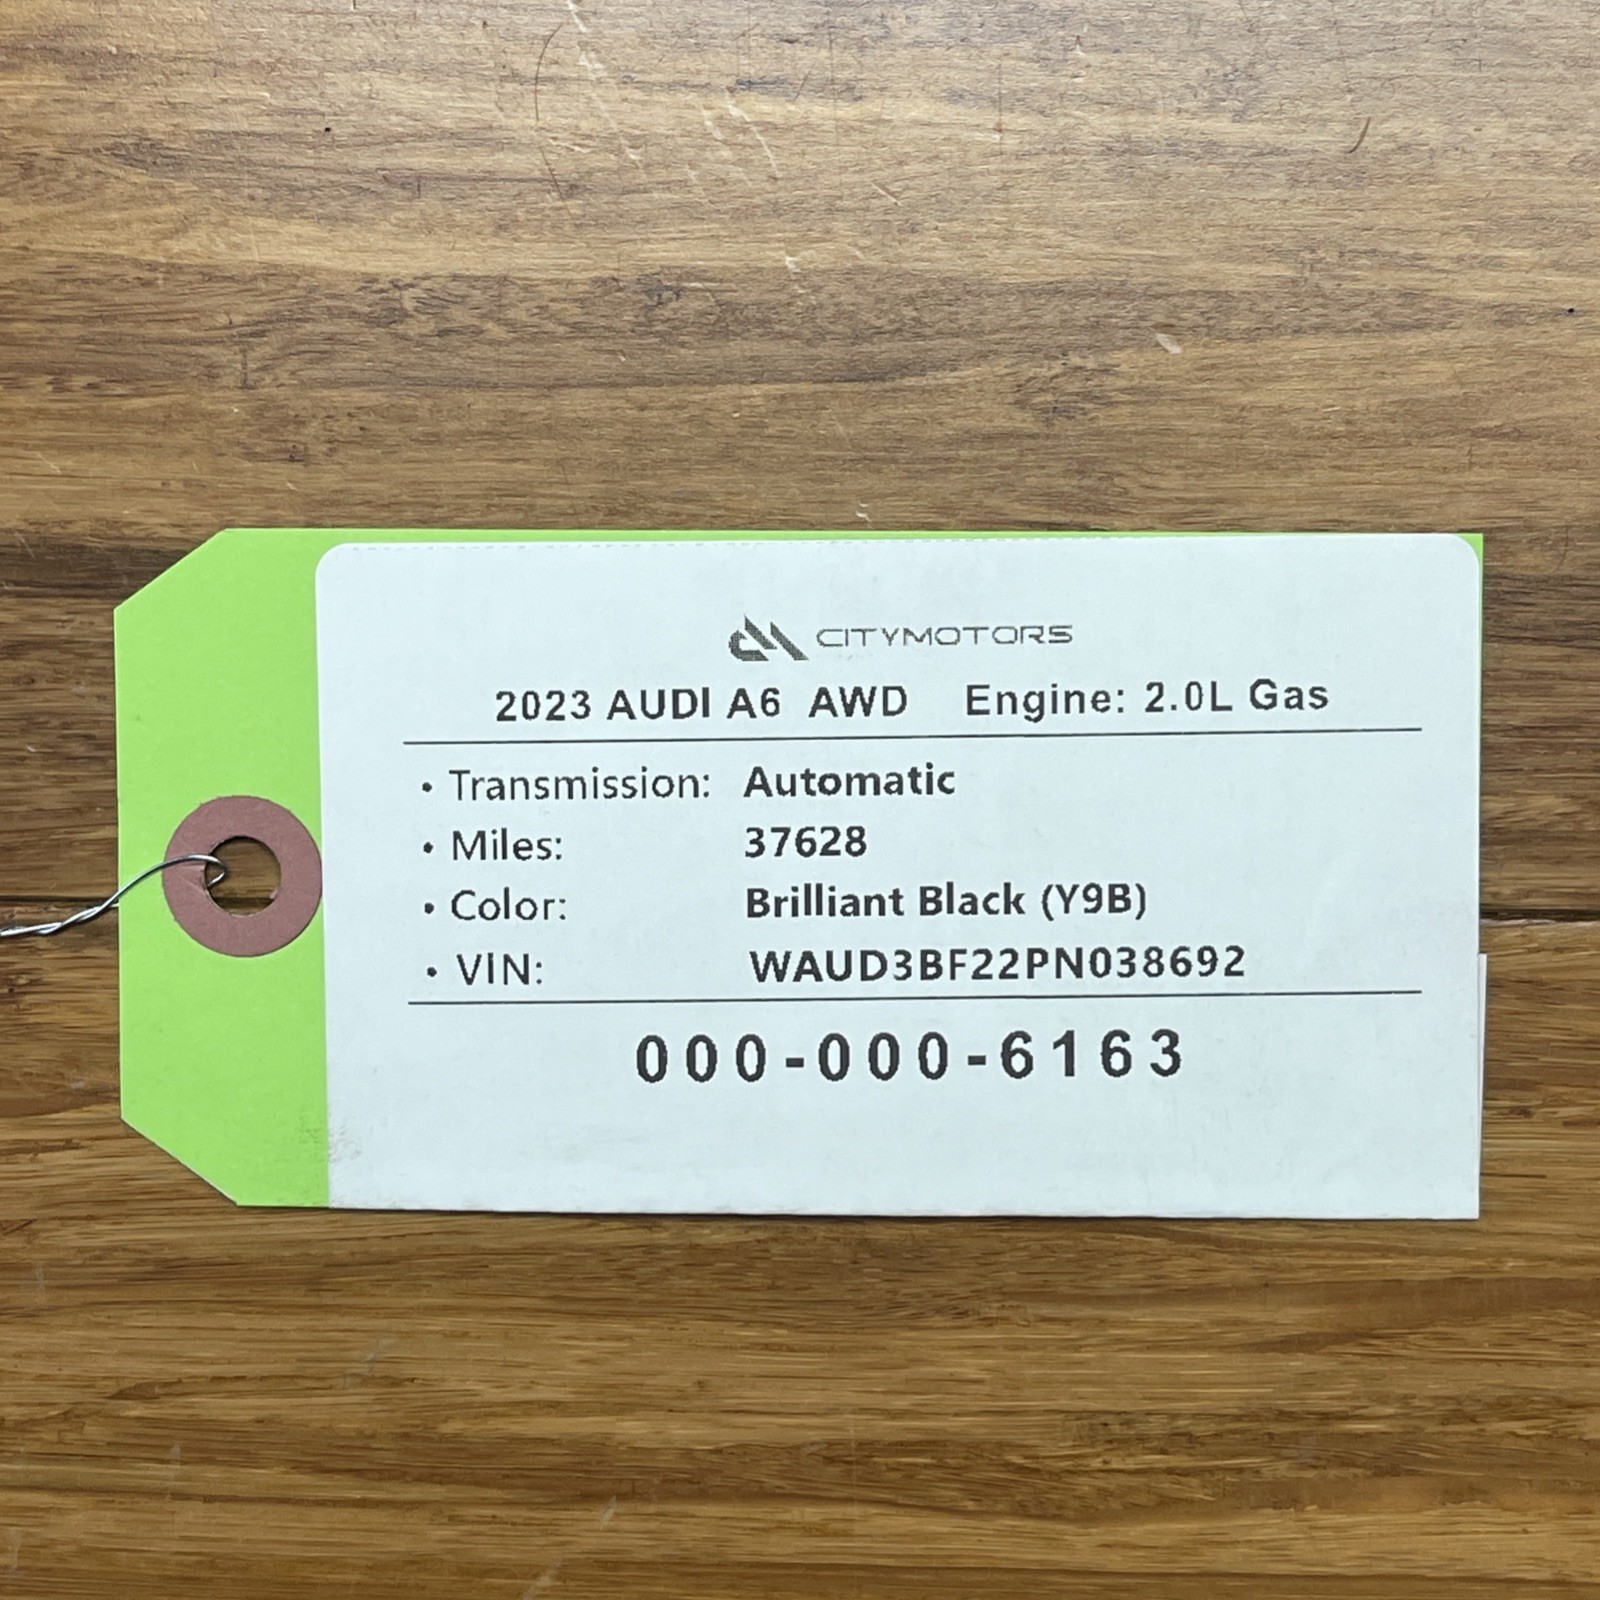 CITYMOTORS
2023 AUDI A6 AWD Engine: 2.0L Gas
• Transmission: Automatic
• Miles: 37628
• Color: Brilliant Black (Y9B)
• VIN: WAUD3BF22PN038692
000-000-6163